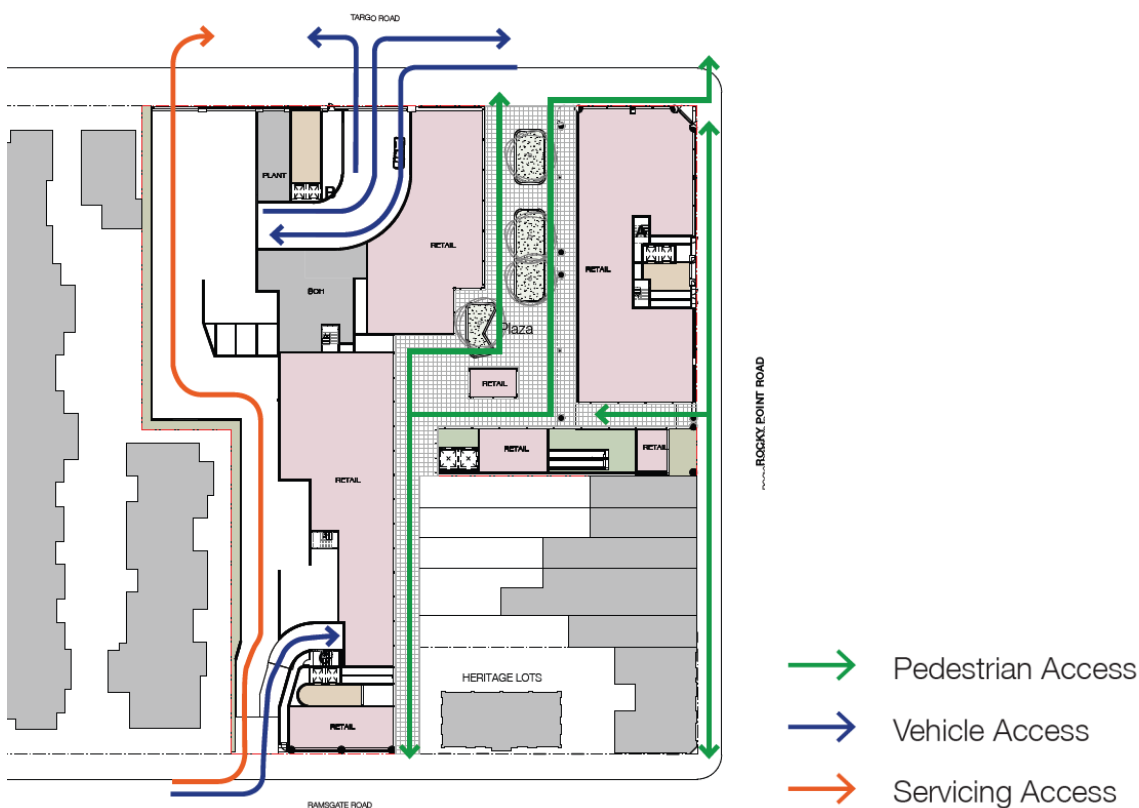 TARGO ROAD
PLANT
B
RETAIL
A
RETAIL
BOH
Plaza
RETAIL
ROCKY POINT ROAD
RETAIL
RETAIL
RETAIL
HERITAGE LOTS
RETAIL
RAMSGATE ROAD
Pedestrian Access
Vehicle Access
Servicing Access